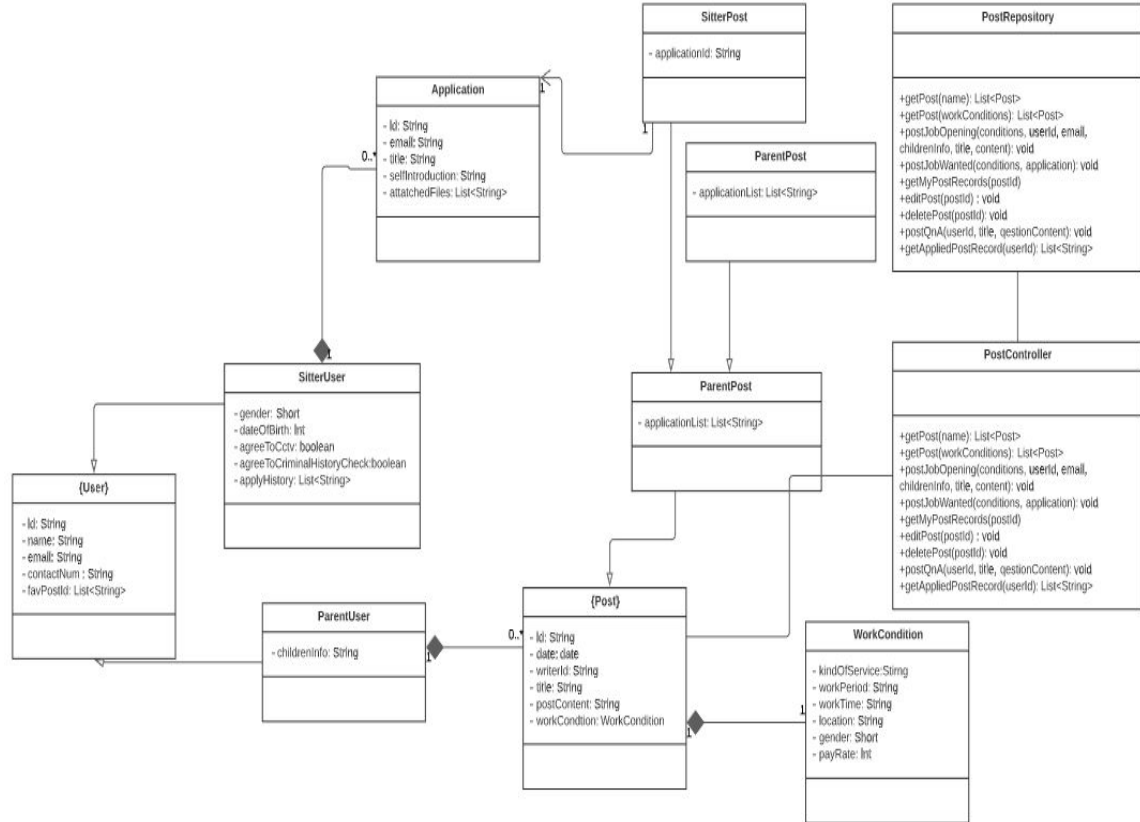 SitterPost
- applicationId: String
PostRepository
+getPost(name): List<Post>
+getPost(workConditions): List<Post>
+postJobOpening(conditions, userId, email,
childrenInfo, title, content): void
+postJobWanted(conditions, application): void
+getMyPostRecords(postId)
+editPost(postId) : void
+deletePost(postId): void
+postQnA(userId, title, qestionContent): void
+getAppliedPostRecord(userId): List<String>
Application
- Id: String
- email: String
- title: String
- selfIntroduction: String
- attatchedFiles: List<String>
1
1
0..*
ParentPost
- applicationList: List<String>
1
SitterUser
- gender: Short
- dateOfBirth: Int
- agreeToCctv: boolean
- agreeToCriminalHistoryCheck:boolean
- applyHistory: List<String>
ParentPost
- applicationList: List<String>
PostController
+getPost(name): List<Post>
+getPost(workConditions): List<Post>
+postJobOpening(conditions, userId, email,
childrenInfo, title, content): void
+postJobWanted(conditions, application): void
+getMyPostRecords(postId)
+editPost(postId) : void
+deletePost(postId): void
+postQnA(userId, title, qestionContent): void
+getAppliedPostRecord(userId): List<String>
{User}
- Id: String
- name: String
- email: String
- contactNum : String
- favPostId: List<String>
ParentUser
- childrenInfo: String
1
0..*
{Post}
- Id: String
- date: date
- writerId: String
- title: String
- postContent: String
- workCondtion: WorkCondition
1
1
WorkCondition
- kindOfService:Stirng
- workPeriod: String
- workTime: String
- location: String
- gender: Short
- payRate: Int